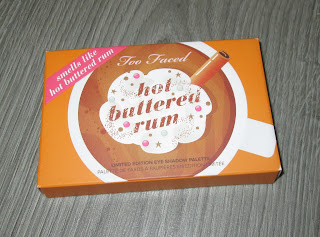 smells like
hot buttered rum
Too Faced
hot
buttered
rum
LIMITED EDITION EYE SHADOW PALETTE